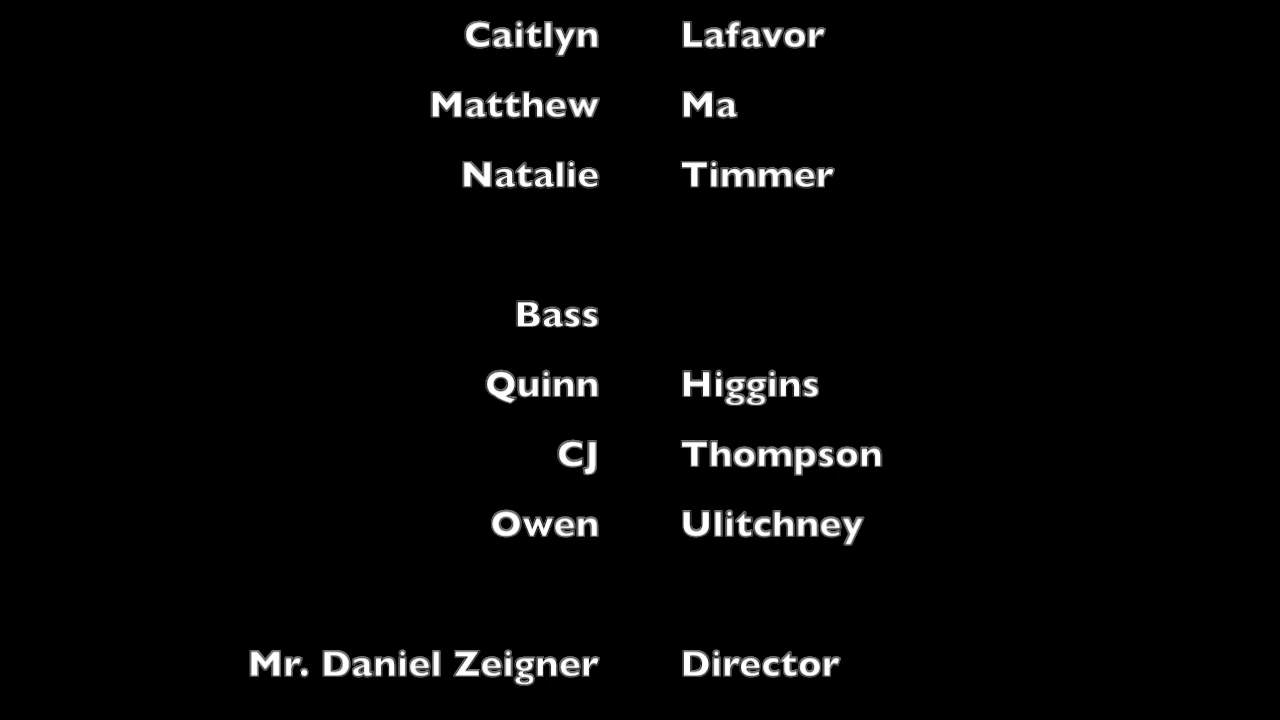 Caitlyn Lafavor
Matthew Ma
Natalie Timmer
Bass
Quinn Higgins
CJ Thompson
Owen Ulitchney
Mr. Daniel Zeigner Director